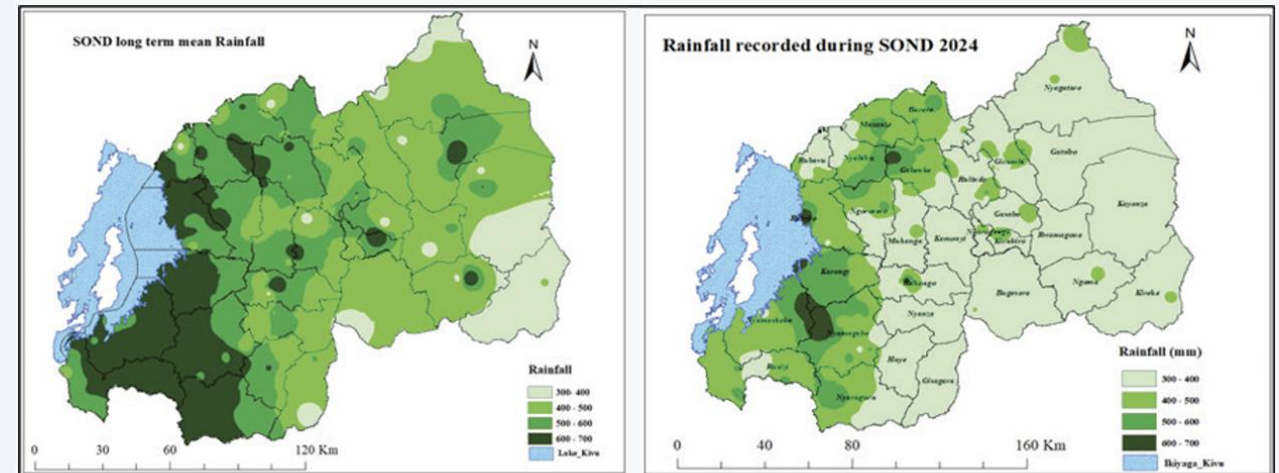 SOND long term mean Rainfall
N
Rainfall
300- 400
400 - 500
500 - 600
600 - 700
Lake_Kivu
0 30 60 120 Km
Rainfall recorded during SOND 2024
N
Nyagatare
Burera
Musanze
Rubavu
Nyabihu
Gakenke
Gicumbi
Gatsibo
Rulindo
Kayonza
Ngororero
Gasabo
Muhanga
Kamonyi
Kicukiro
Rwamagana
Karongi
Ruhango
Bugesera
Ngoma
Kirehe
Nyanza
Nyamasheke
Nyamagabe
Huye
Rusizi
Gisagara
Nyaruguru
Rainfall (mm)
300 - 400
400 - 500
500 - 600
600 - 700
Ikiyaga_Kivu
0 40 80 160 Km